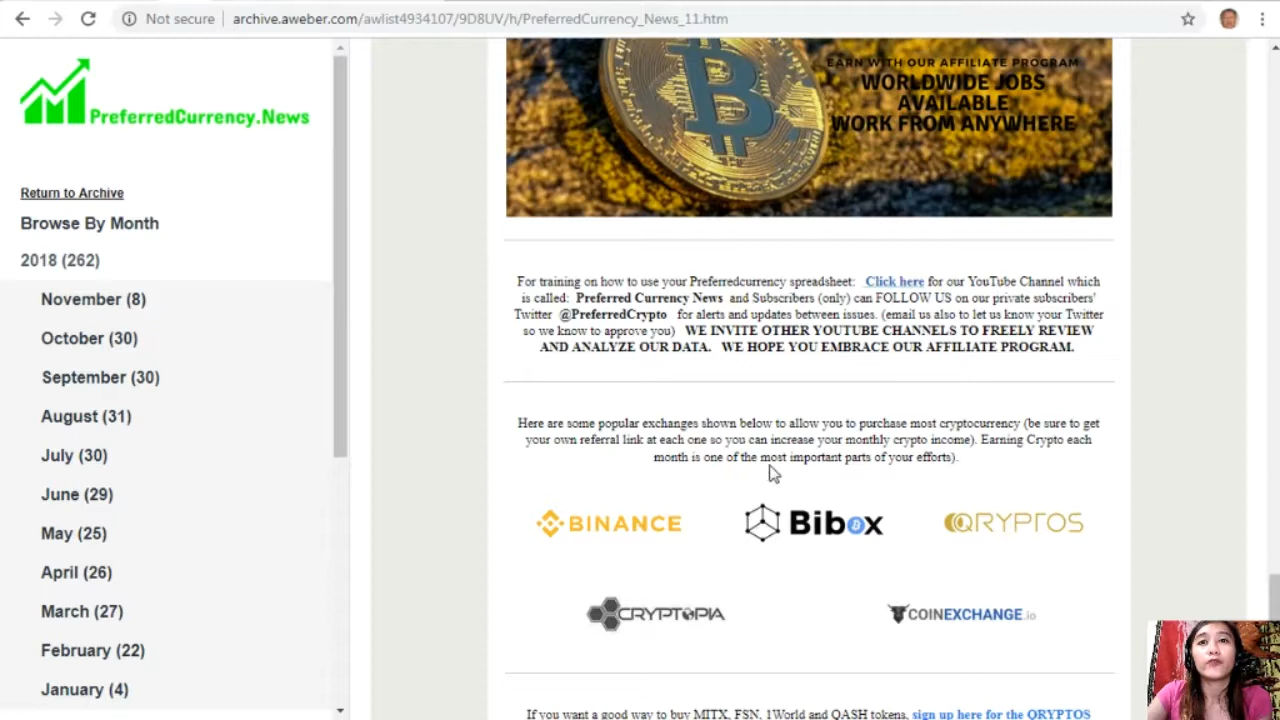 Not secure
archive.aweber.com/awlist4934107/9D8UV/h/PreferredCurrency_News_11.htm
PreferredCurrency.News
Return to Archive
Browse By Month
2018 (262)
November (8)
October (30)
September (30)
August (31)
July (30)
June (29)
May (25)
April (26)
March (27)
February (22)
January (4)
EARN WITH OUR AFFILIATE PROGRAM
WORLDWIDE JOBS
AVAILABLE
WORK FROM ANYWHERE
For training on how to use your Preferredcurrency spreadsheet: Click here for our YouTube Channel which
is called: Preferred Currency News and Subscribers (only) can FOLLOW US on our private subscribers'
Twitter @PreferredCrypto for alerts and updates between issues. (email us also to let us know your Twitter
so we know to approve you) WE INVITE OTHER YOUTUBE CHANNELS TO FREELY REVIEW
AND ANALYZE OUR DATA. WE HOPE YOU EMBRACE OUR AFFILIATE PROGRAM.
Here are some popular exchanges shown below to allow you to purchase most cryptocurrency (be sure to get
your own referral link at each one so you can increase your monthly crypto income). Earning Crypto each
month is one of the most important parts of your efforts).
BINANCE
Bibox
QRYPTOS
CRYPTOPIA
COINEXCHANGE.io
If you want a good way to buy MITX, FSN, 1World and QASH tokens, sign up here for the QRYPTOS